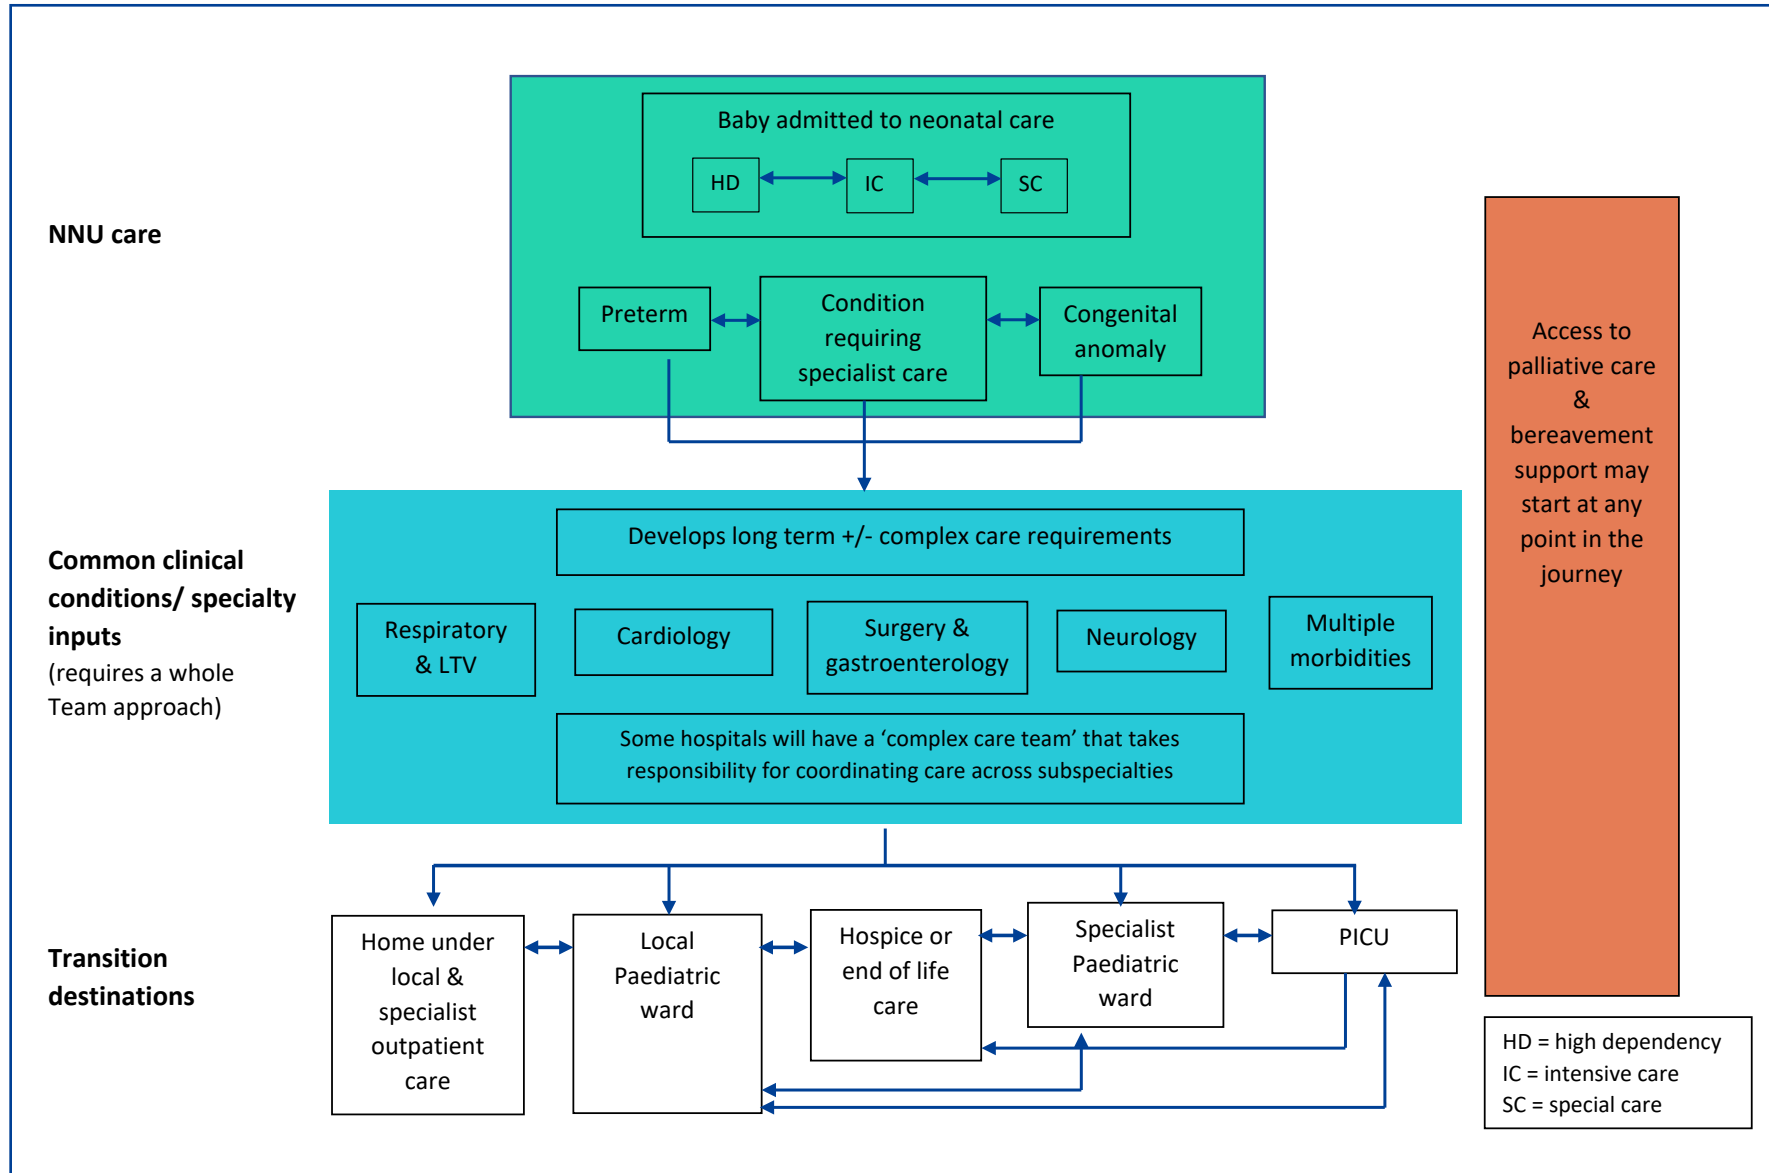 Baby admitted to neonatal care
HD
IC
SC
NNU care
Preterm
Condition
requiring
specialist care
Congenital
anomaly
Access to
palliative care
&
bereavement
support may
start at any
point in the
journey
Common clinical
conditions/ specialty
inputs
(requires a whole
Team approach)
Develops long term +/- complex care requirements
Respiratory
& LTV
Cardiology
Surgery &
gastroenterology
Neurology
Multiple
morbidities
Some hospitals will have a ‘complex care team’ that takes
responsibility for coordinating care across subspecialties
Transition
destinations
Home under
local &
specialist
outpatient
care
Local
Paediatric
ward
Hospice or
end of life
care
Specialist
Paediatric
ward
PICU
HD = high dependency
IC = intensive care
SC = special care